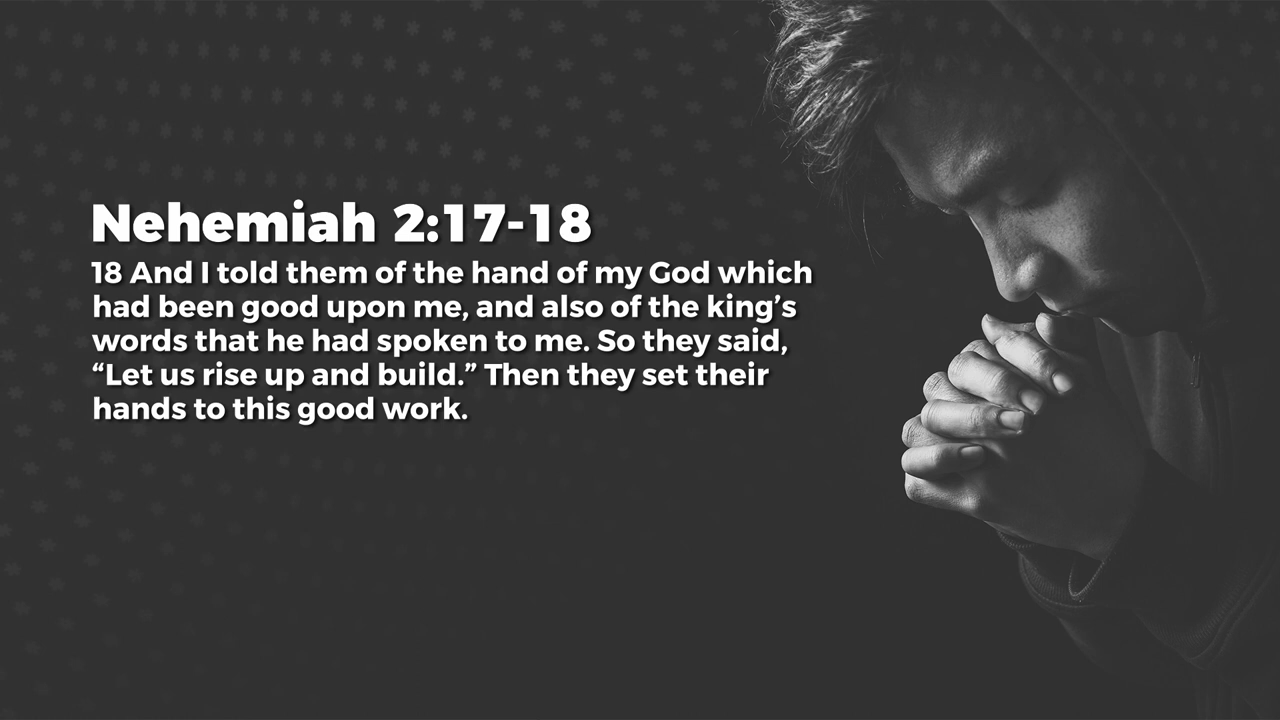 Nehemiah 2:17-18
18 And I told them of the hand of my God which
had been good upon me, and also of the king’s
words that he had spoken to me. So they said,
“Let us rise up and build.” Then they set their
hands to this good work.